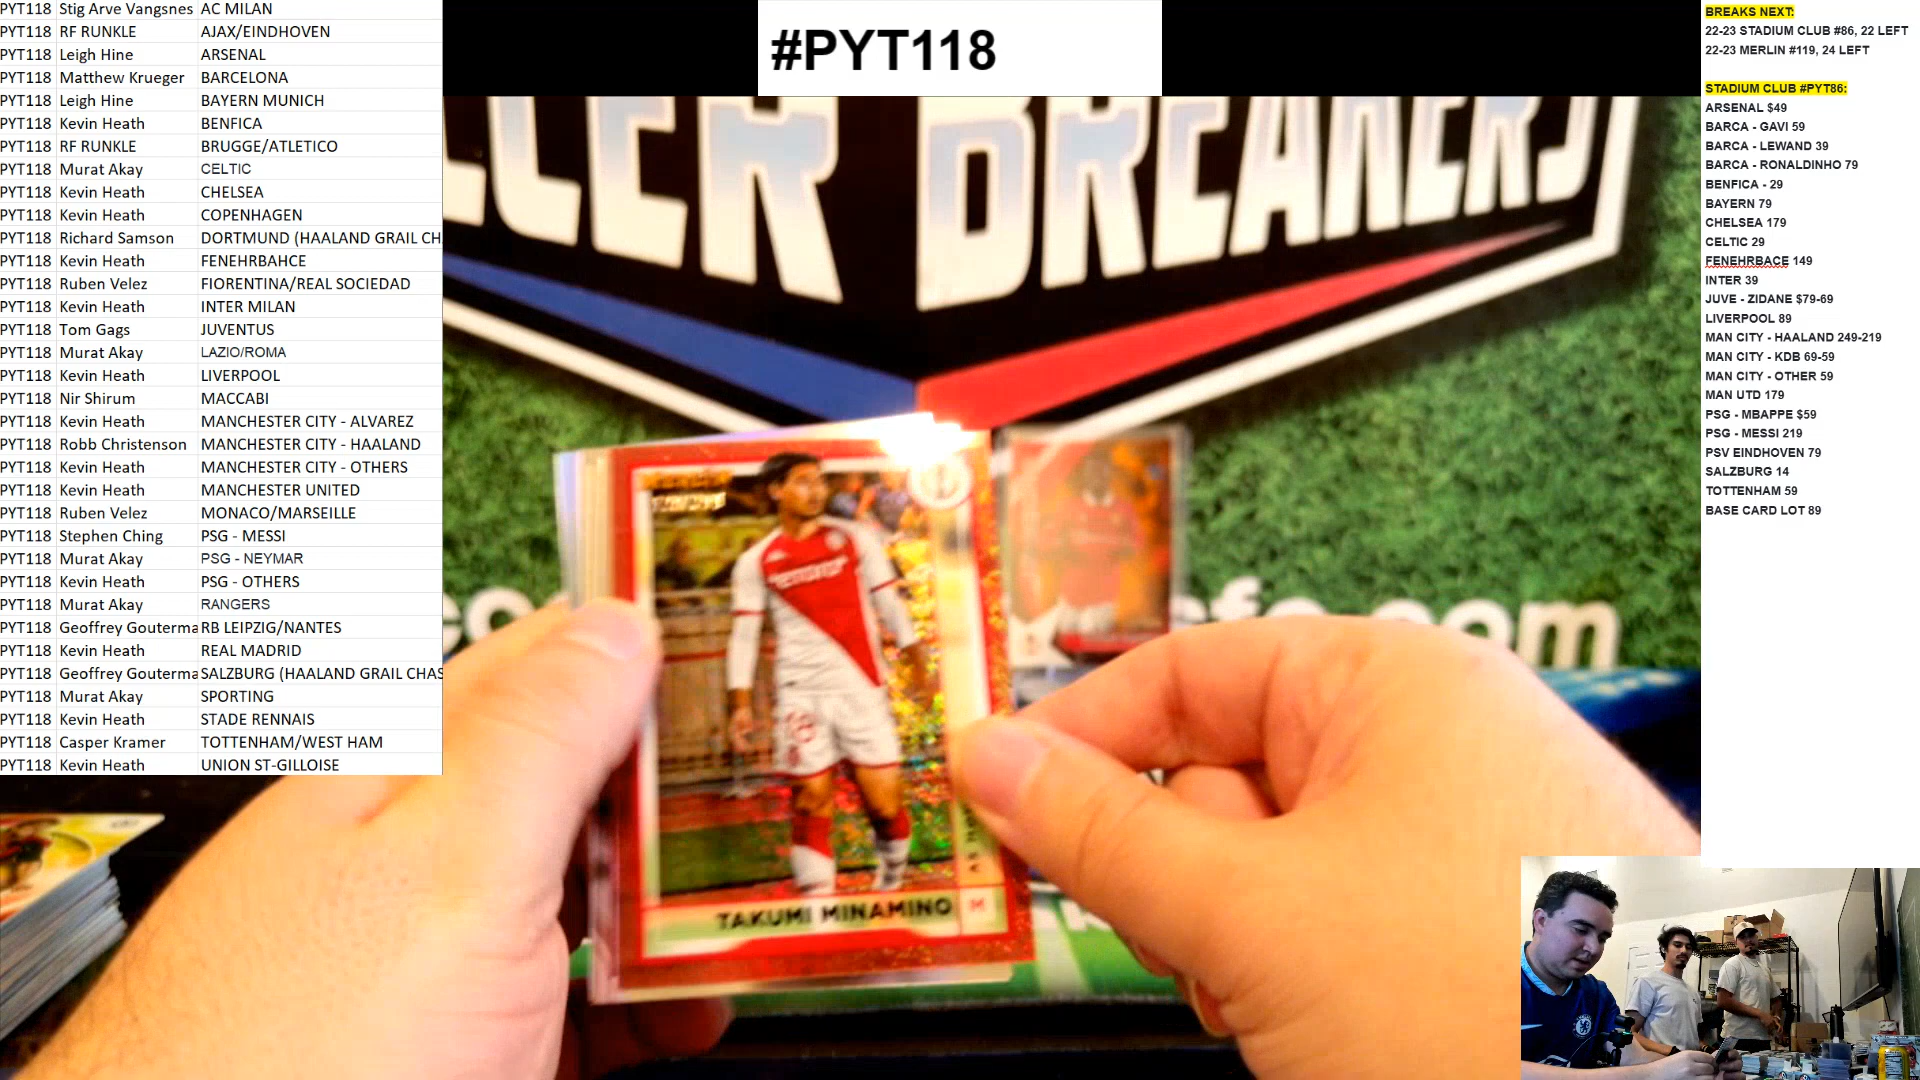 PYT118 Stig Arve Vangsnes AC MILAN
PYT118 RF RUNKLE AJAX/EINDHOVEN
PYT118 Leigh Hine ARSENAL
PYT118 Matthew Krueger BARCELONA
PYT118 Leigh Hine BAYERN MUNICH
PYT118 Kevin Heath BENFICA
PYT118 RF RUNKLE BRUGGE/ATLETICO
PYT118 Murat Akay CELTIC
PYT118 Kevin Heath CHELSEA
PYT118 Kevin Heath COPENHAGEN
PYT118 Richard Samson DORTMUND (HAALAND GRAIL CH
PYT118 Kevin Heath FENEHRBAHCE
PYT118 Ruben Velez FIORENTINA/REAL SOCIEDAD
PYT118 Kevin Heath INTER MILAN
PYT118 Tom Gags JUVENTUS
PYT118 Murat Akay LAZIO/ROMA
PYT118 Kevin Heath LIVERPOOL
PYT118 Nir Shirum MACCABI
PYT118 Kevin Heath MANCHESTER CITY - ALVAREZ
PYT118 Robb Christenson MANCHESTER CITY - HAALAND
PYT118 Kevin Heath MANCHESTER CITY - OTHERS
PYT118 Kevin Heath MANCHESTER UNITED
PYT118 Ruben Velez MONACO/MARSEILLE
PYT118 Stephen Ching PSG - MESSI
PYT118 Murat Akay PSG - NEYMAR
PYT118 Kevin Heath PSG - OTHERS
PYT118 Murat Akay RANGERS
PYT118 Geoffrey Gouterma RB LEIPZIG/NANTES
PYT118 Kevin Heath REAL MADRID
PYT118 Geoffrey Gouterma SALZBURG (HAALAND GRAIL CHAS
PYT118 Murat Akay SPORTING
PYT118 Kevin Heath STADE RENNAIS
PYT118 Casper Kramer TOTTENHAM/WEST HAM
PYT118 Kevin Heath UNION ST-GILLOISE
#PYT118
BREAKERS
TAKUMI MINAMINO
M
BREAKS NEXT:
22-23 STADIUM CLUB #86, 22 LEFT
22-23 MERLIN #119, 24 LEFT
STADIUM CLUB #PYT86:
ARSENAL $49
BARCA - GAVI 59
BARCA - LEWAND 39
BARCA - RONALDINHO 79
BENFICA - 29
BAYERN 79
CHELSEA 179
CELTIC 29
FENEHRBACE 149
INTER 39
JUVE - ZIDANE $79-69
LIVERPOOL 89
MAN CITY - HAALAND 249-219
MAN CITY - KDB 69-59
MAN CITY - OTHER 59
MAN UTD 179
PSG - MBAPPE $59
PSG - MESSI 219
PSV EINDHOVEN 79
SALZBURG 14
TOTTENHAM 59
BASE CARD LOT 89